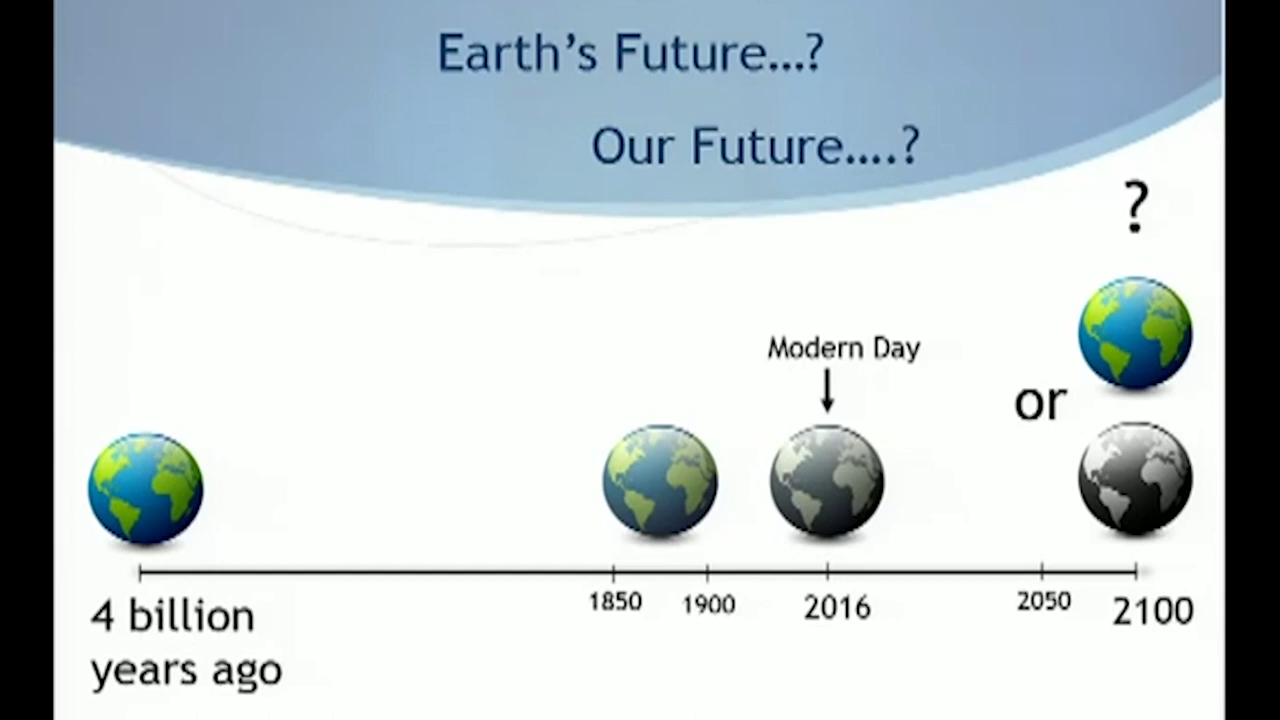 Earth's Future...?
Our Future....?
?
Modern Day
or
1850
1900
2016
2050
2100
4 billion
years ago